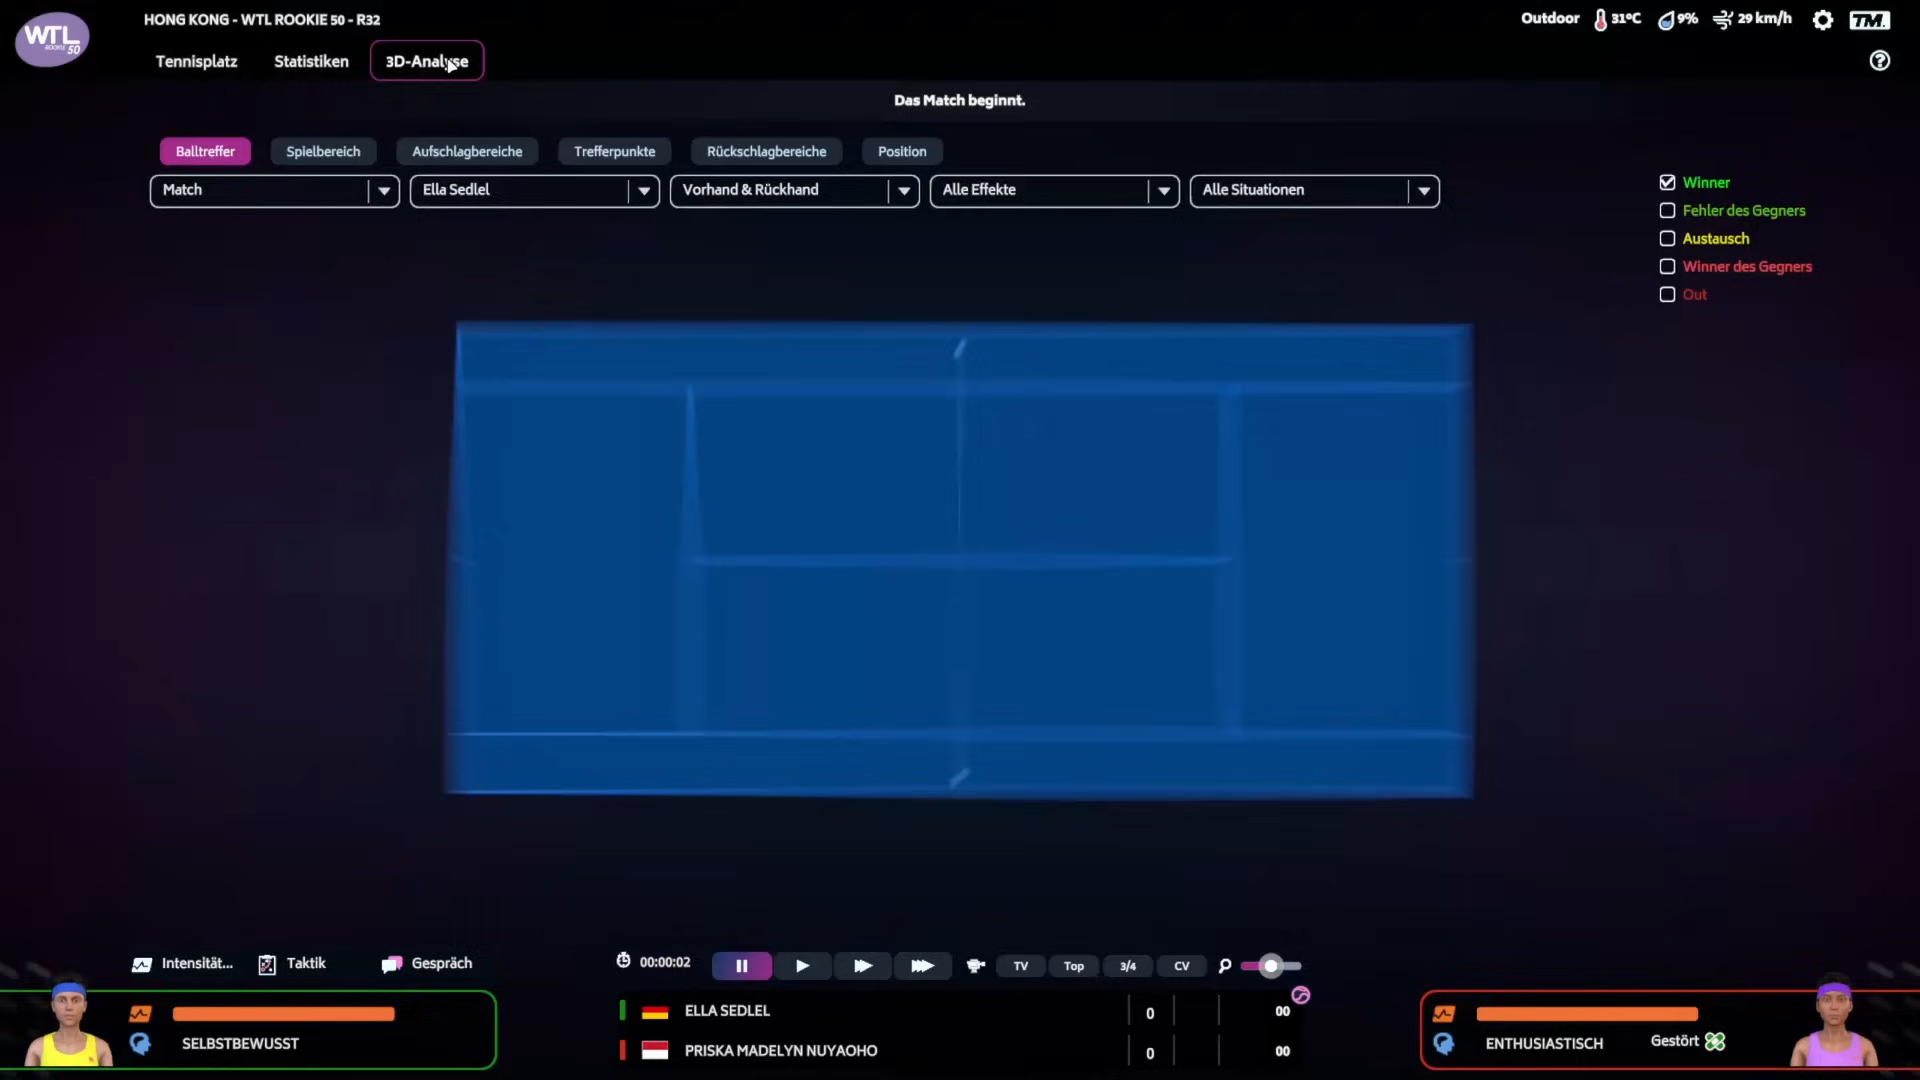 WTL
ROOKIE 50
HONG KONG - WTL ROOKIE 50 - R32
Outdoor 31°C 9% 29 km/h TM.
Tennisplatz Statistiken 3D-Analyse
Das Match beginnt.
Balltreffer Spielbereich Aufschlagbereiche Trefferpunkte Rückschlagbereiche Position
Match Ella Sedlel Vorhand & Rückhand Alle Effekte Alle Situationen
Winner
Fehler des Gegners
Austausch
Winner des Gegners
Out
Intensität... Taktik Gespräch
00:00:02 TV Top 3/4 CV
SELBSTBEWUSST
ELLA SEDLEL 0 00
PRISKA MADELYN NUYAOHO 0 00
ENTHUSIASTISCH Gestört